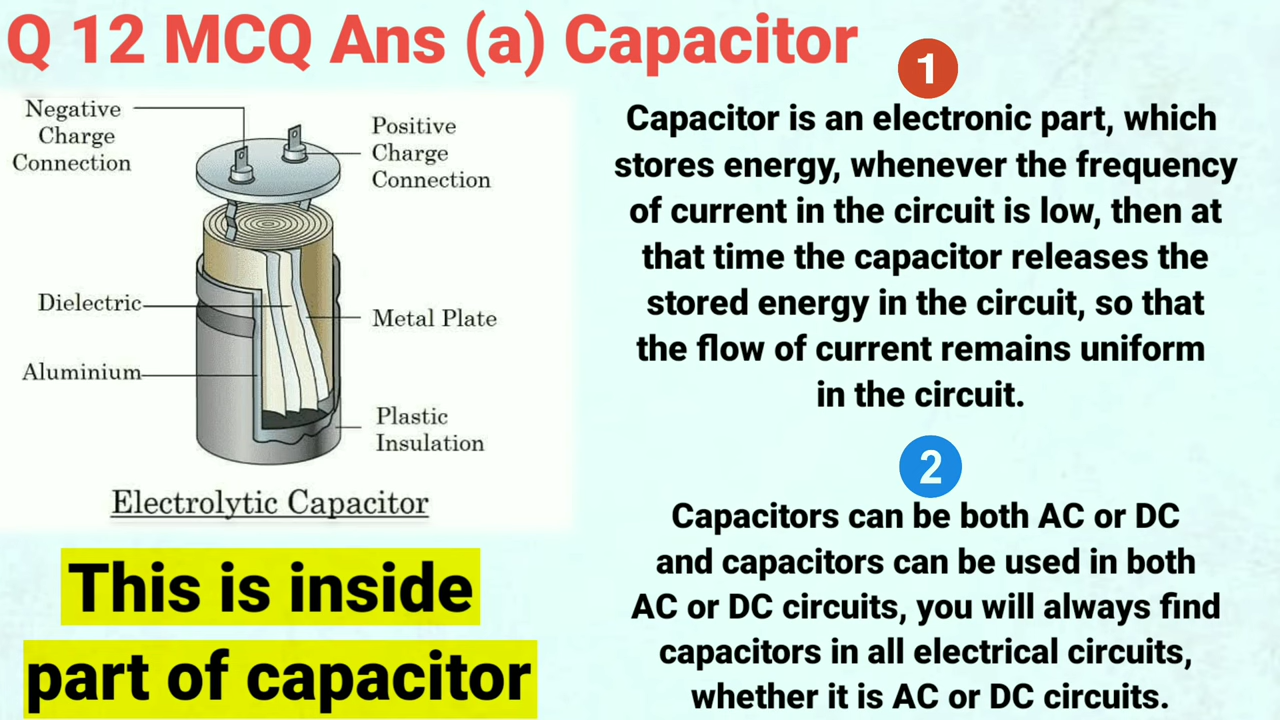 Q 12 MCQ Ans (a) Capacitor
Negative
Charge
Connection
Positive
Charge
Connection
Dielectric
Metal Plate
Aluminium
Plastic
Insulation
Electrolytic Capacitor
This is inside
part of capacitor
1
Capacitor is an electronic part, which
stores energy, whenever the frequency
of current in the circuit is low, then at
that time the capacitor releases the
stored energy in the circuit, so that
the flow of current remains uniform
in the circuit.
2
Capacitors can be both AC or DC
and capacitors can be used in both
AC or DC circuits, you will always find
capacitors in all electrical circuits,
whether it is AC or DC circuits.